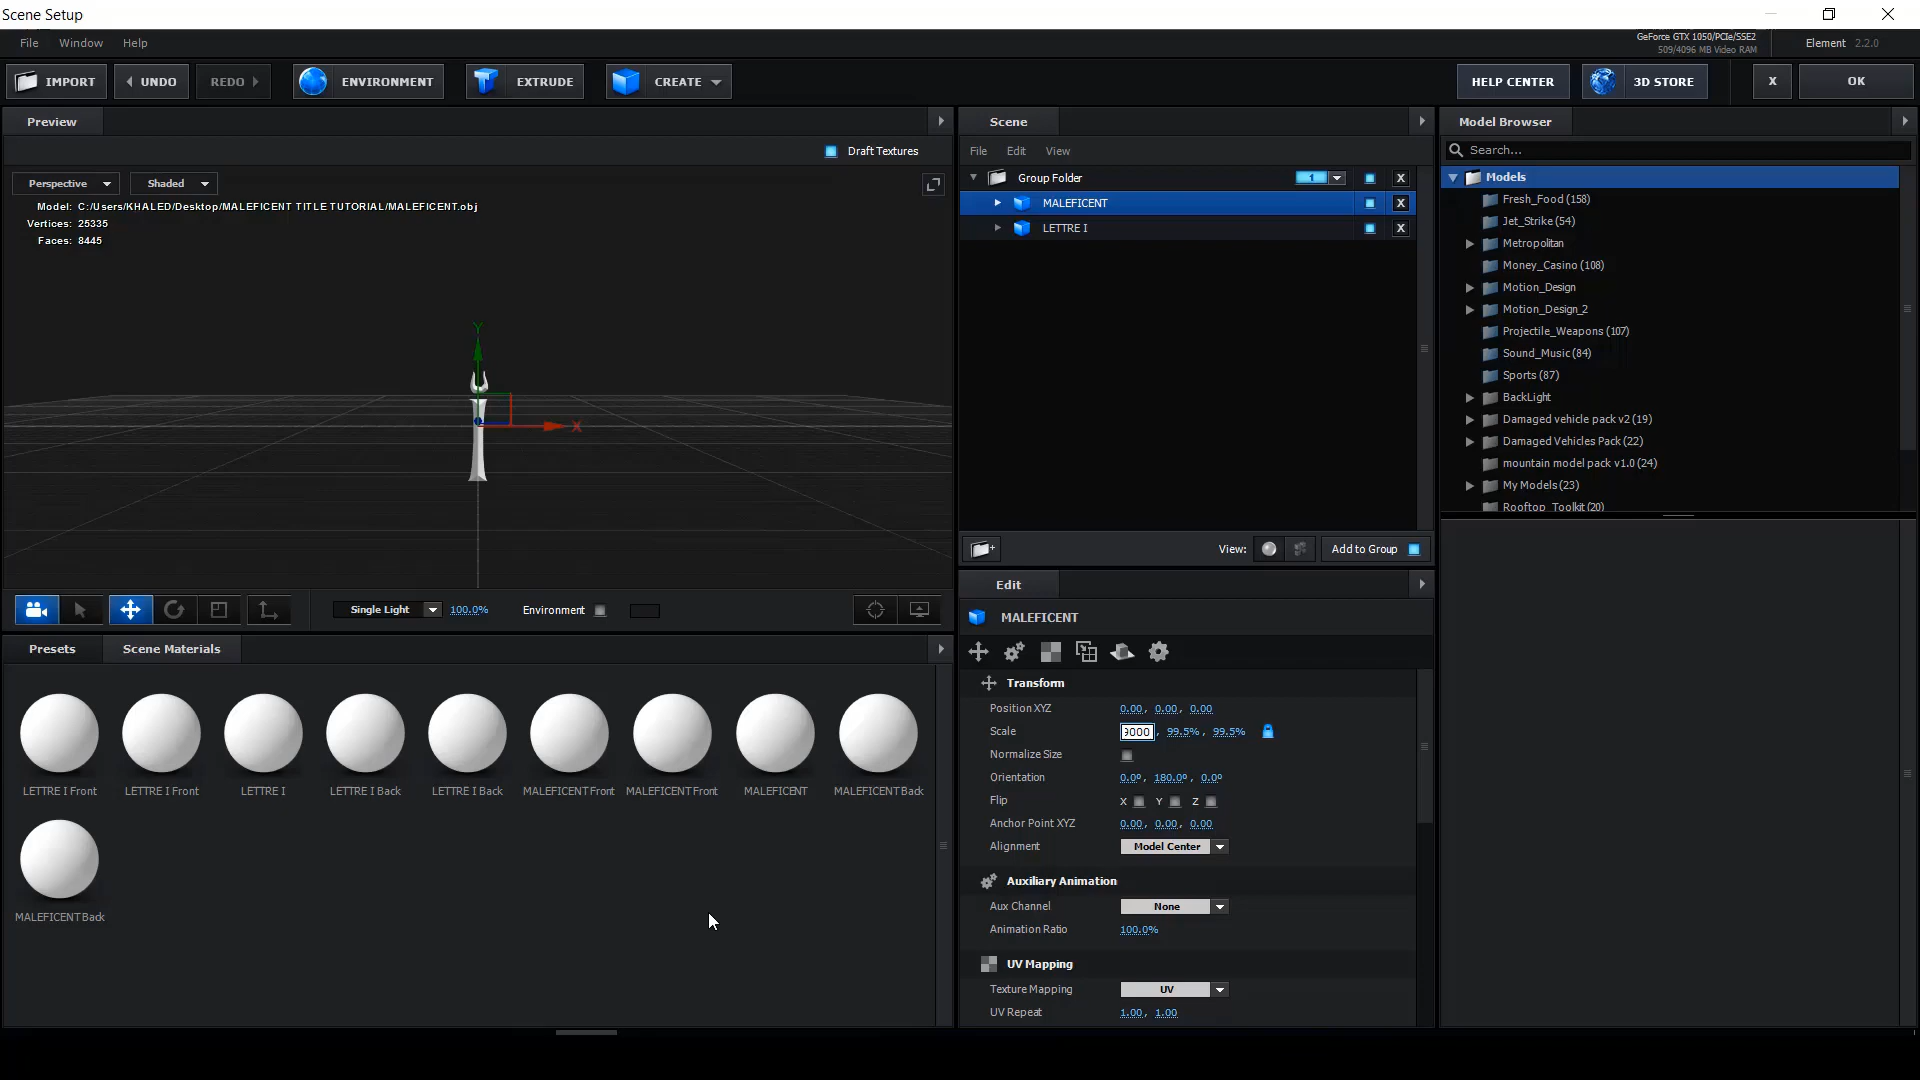 Scene Setup
File Window Help
GeForce GTX 1050/PCIe/SSE2
509/4096 MB Video RAM
Element 2.2.0
IMPORT UNDO REDO ENVIRONMENT EXTRUDE CREATE HELP CENTER 3D STORE X OK
Preview
Draft Textures
Perspective Shaded
Model: C:/Users/KHALED/Desktop/MALEFICENT TITLE TUTORIAL/MALEFICENT.obj
Vertices: 25335
Faces: 8445
Y
X
Single Light 100.0% Environment
Presets Scene Materials
LETTRE I Front LETTRE I Front LETTRE I LETTRE I Back LETTRE I Back MALEFICENT Front MALEFICENT Front MALEFICENT MALEFICENT Back
MALEFICENT Back
Scene
File Edit View
Group Folder 1 X
MALEFICENT X
LETTRE I X
View: Add to Group
Edit
MALEFICENT
Transform
Position XYZ 0.00, 0.00, 0.00
Scale 9000, 99.5%, 99.5%
Normalize Size
Orientation 0.0º, 180.0º, 0.0º
Flip X Y Z
Anchor Point XYZ 0.00, 0.00, 0.00
Alignment Model Center
Auxiliary Animation
Aux Channel None
Animation Ratio 100.0%
UV Mapping
Texture Mapping UV
UV Repeat 1.00, 1.00
Model Browser
Search...
Models
Fresh_Food (158)
Jet_Strike (54)
Metropolitan
Money_Casino (108)
Motion_Design
Motion_Design_2
Projectile_Weapons (107)
Sound_Music (84)
Sports (87)
BackLight
Damaged vehicle pack v2 (19)
Damaged Vehicles Pack (22)
mountain model pack v1.0 (24)
My Models (23)
Rooftop_Toolkit (20)